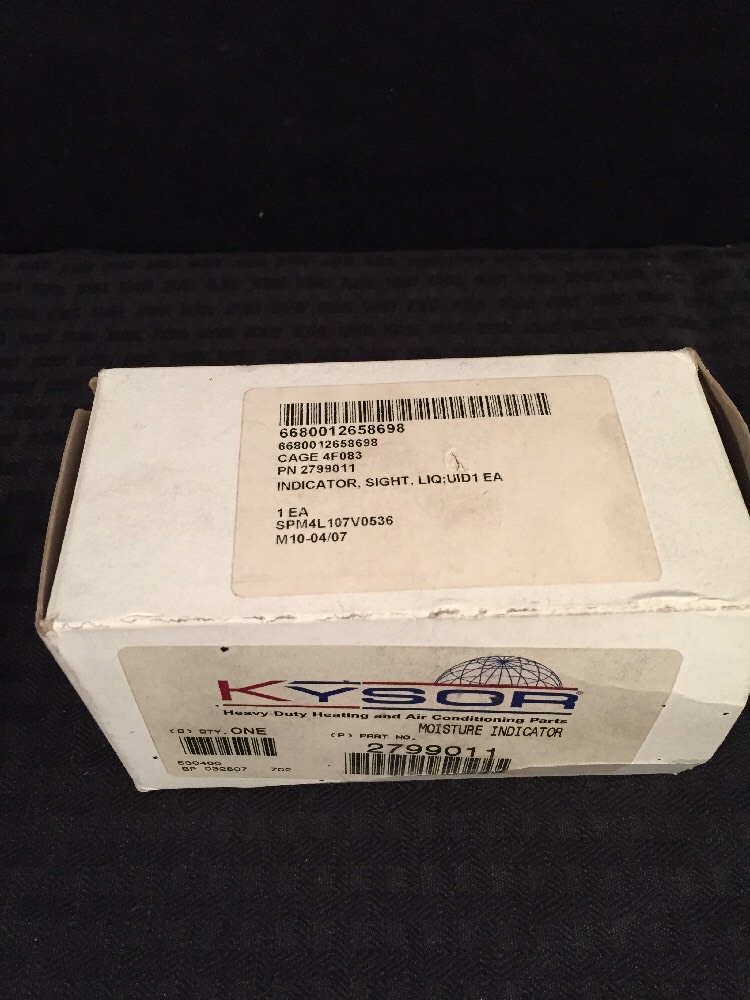 6680012658698
6680012658698
CAGE 4F083
PN 2799011
INDICATOR, SIGHT, LIQ;UID1 EA
1 EA
SPM4L107V0536
M10-04/07
KYSOR®
Heavy-Duty Heating and Air Conditioning Parts
(Q) QTY. ONE
(P) PART NO. MOISTURE INDICATOR
2799011
SP 032807